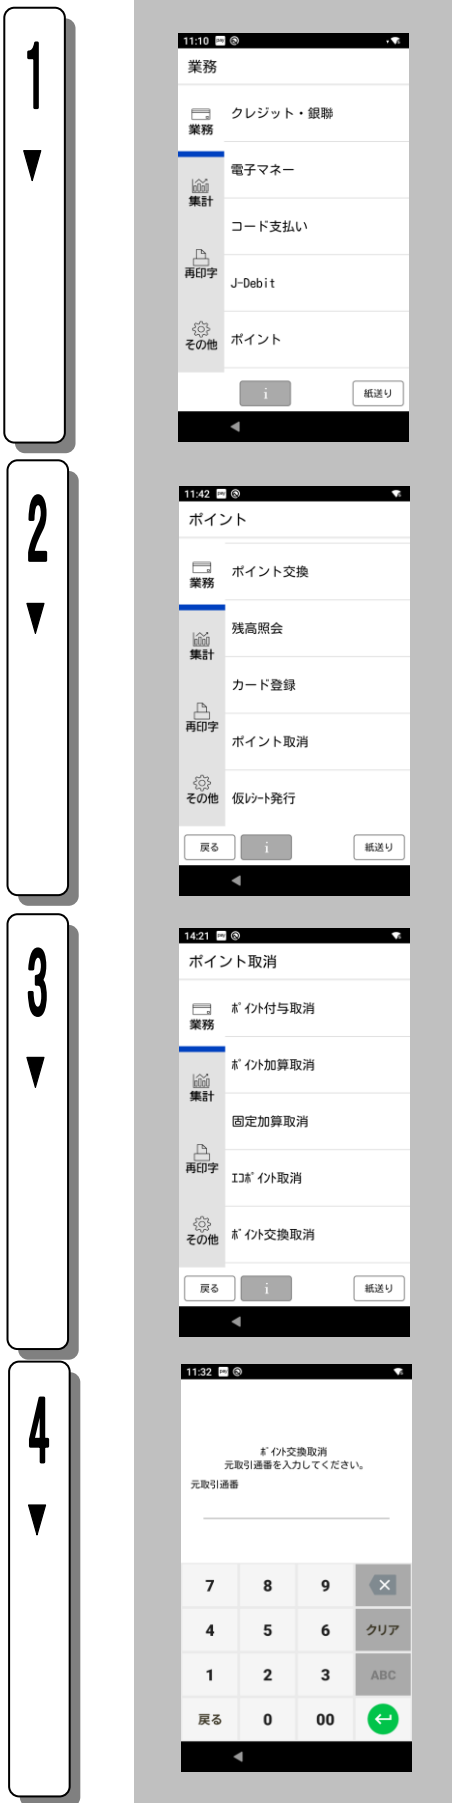 1
▼
11:10
業務
業務
クレジット・銀聯
電子マネー
集計
コード支払い
再印字
J-Debit
その他
ポイント
i
紙送り
2
▼
11:42
ポイント
業務
ポイント交換
残高照会
集計
カード登録
再印字
ポイント取消
その他
仮ﾚｼｰﾄ発行
戻る
i
紙送り
3
▼
14:21
ポイント取消
業務
ﾎﾟｲﾝﾄ付与取消
ﾎﾟｲﾝﾄ加算取消
集計
固定加算取消
再印字
ｴｺﾎﾟｲﾝﾄ取消
その他
ﾎﾟｲﾝﾄ交換取消
戻る
i
紙送り
4
▼
11:32
ﾎﾟｲﾝﾄ交換取消
元取引通番を入力してください。
元取引通番
7 8 9
4 5 6 クリア
1 2 3 ABC
戻る 0 00